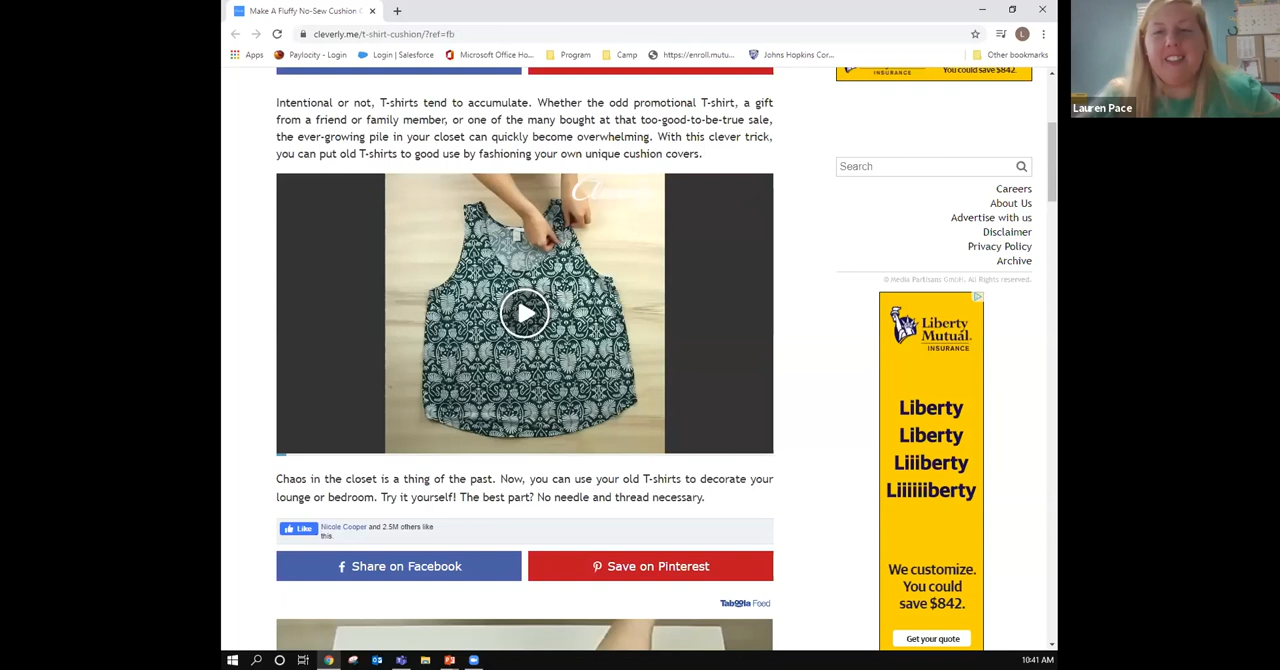 Make A Fluffy No-Sew Cushion C
cleverly.me/t-shirt-cushion/?ref=fb
Apps
Paylocity - Login
Login | Salesforce
Microsoft Office Ho...
Program
Camp
https://enroll.mutu...
Johns Hopkins Cor...
Other bookmarks
Lauren Pace
INSURANCE
You could save $842.
Intentional or not, T-shirts tend to accumulate. Whether the odd promotional T-shirt, a gift
from a friend or family member, or one of the many bought at that too-good-to-be-true sale,
the ever-growing pile in your closet can quickly become overwhelming. With this clever trick,
you can put old T-shirts to good use by fashioning your own unique cushion covers.
Search
Careers
About Us
Advertise with us
Disclaimer
Privacy Policy
Archive
© Media Partisans GmbH. All Rights reserved.
Liberty
Mutual.
INSURANCE
Liberty
Liberty
Liiiberty
Liiiiiiberty
We customize.
You could
save $842.
Get your quote
Chaos in the closet is a thing of the past. Now, you can use your old T-shirts to decorate your
lounge or bedroom. Try it yourself! The best part? No needle and thread necessary.
Like
Nicole Cooper and 2.5M others like
this.
Share on Facebook
Save on Pinterest
Taboola Feed
10:41 AM